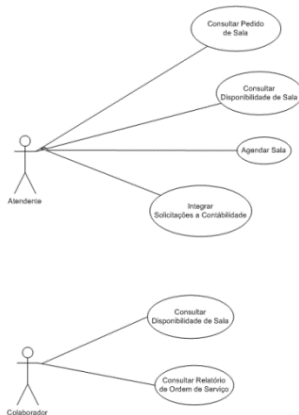 Consultar Pedido
de Sala
Consultar
Disponibilidade de Sala
Agendar Sala
Atendente
Integrar
Solicitações a Contábilidade
Consultar
Disponibilidade de Sala
Consultar Relatório
de Ordem de Serviço
Colaborador